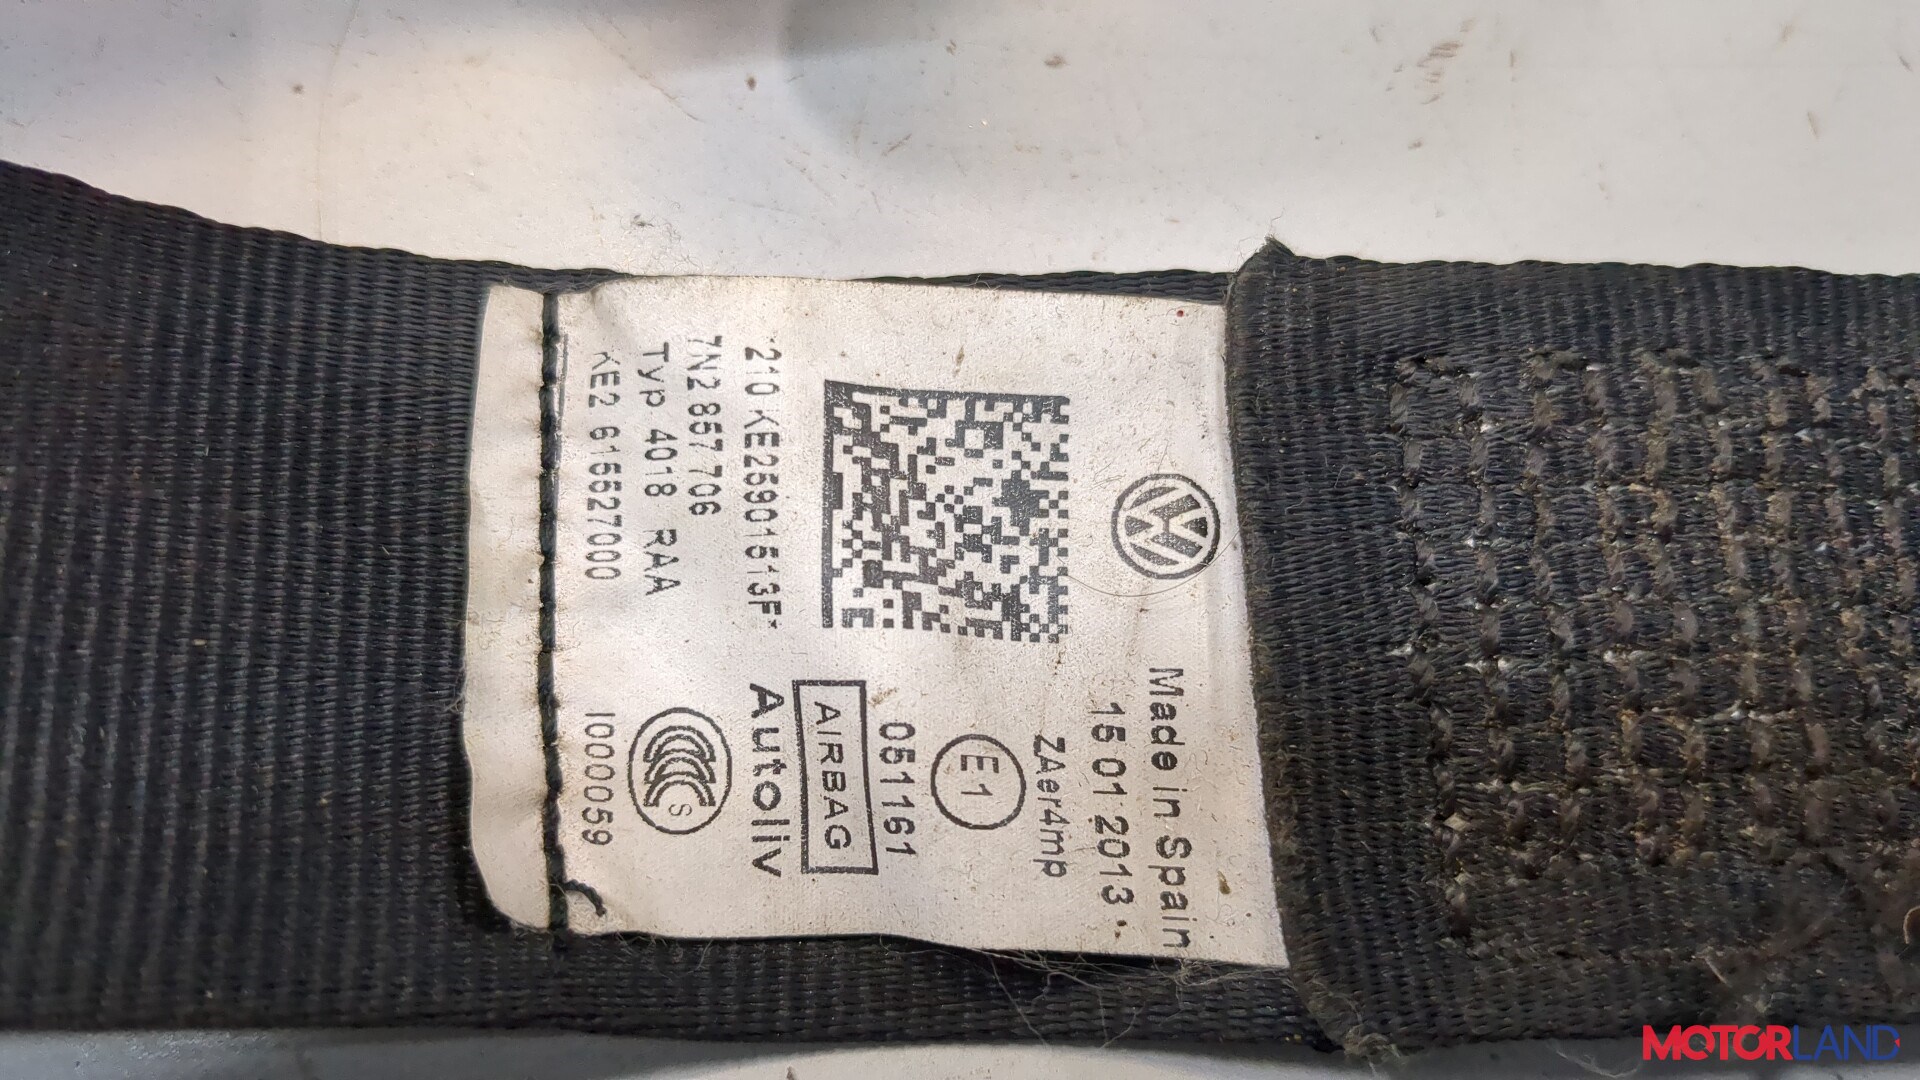 Made in Spain
15 01 2013
ZAer4mp
E1
051161
AIRBAG
Autoliv
S
1000059
*210 KE25901513F*
7N2 857 706
Typ 4018 RAA
KE2 615527000
MOTORLAND